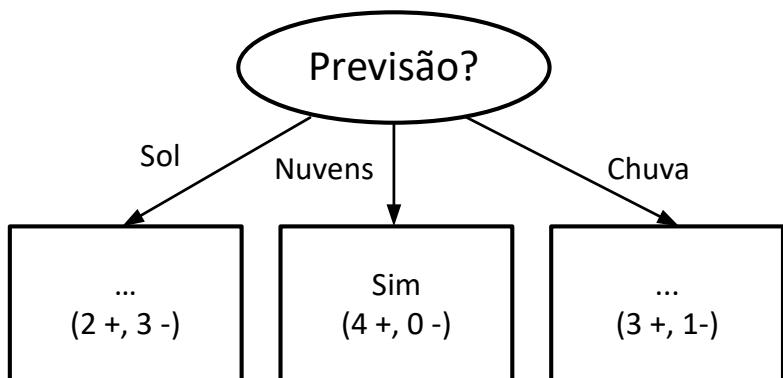 Previsão?
Sol
Nuvens
Chuva
...
(2 +, 3 -)
Sim
(4 +, 0 -)
...
(3 +, 1-)